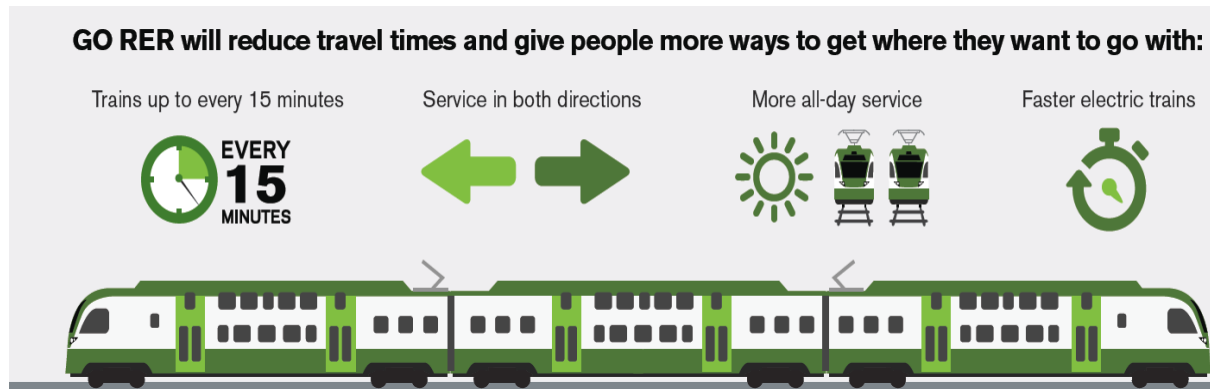 GO RER will reduce travel times and give people more ways to get where they want to go with:
Trains up to every 15 minutes
Service in both directions
More all-day service
Faster electric trains
EVERY
15
MINUTES